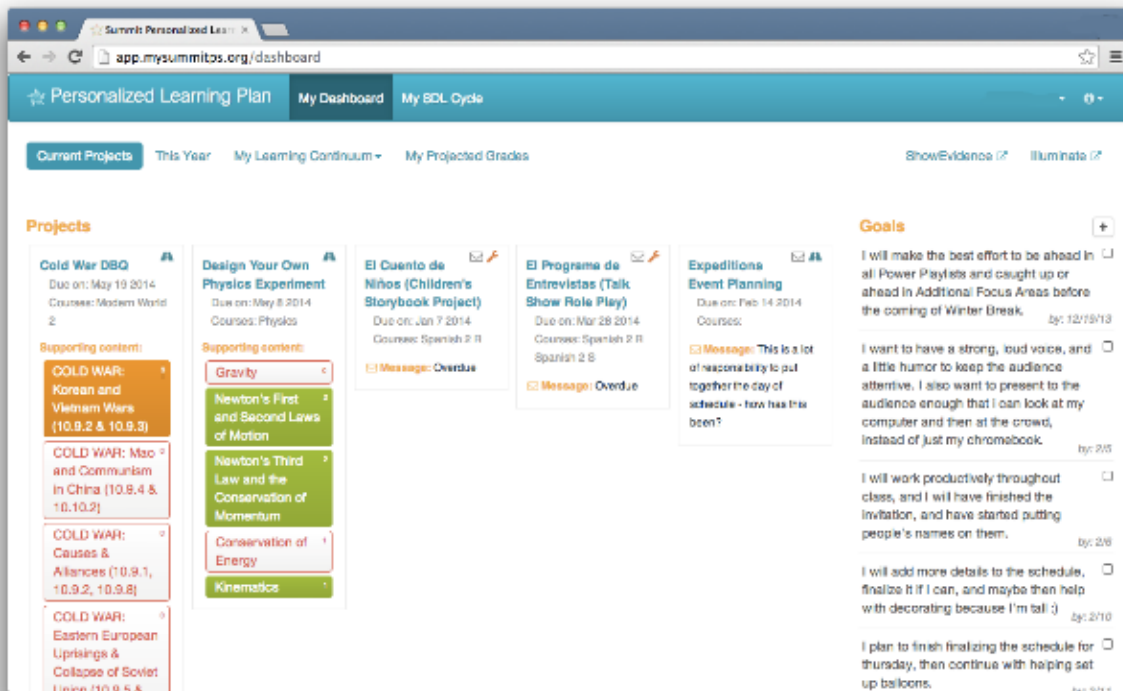 Summit Personalized Lear
app.mysummitps.org/dashboard
Personalized Learning Plan
My Dashboard
My SDL Cycle
Current Projects
This Year
My Learning Continuum
My Projected Grades
ShowEvidence
Illuminate
Projects
Cold War DBQ
Due on: May 19 2014
Courses: Modern World
2
Supporting content:
COLD WAR:
Korean and
Vietnam Wars
(10.9.2 & 10.9.3)
COLD WAR: Mao
and Communism
in China (10.9.4 &
10.10.2)
COLD WAR:
Causes &
Alliances (10.9.1,
10.9.2, 10.9.8)
COLD WAR:
Eastern European
Uprisings &
Collapse of Soviet
Union (10.9.5 &
Design Your Own
Physics Experiment
Due on: May 8 2014
Courses: Physics
Supporting content:
Gravity
Newton's First
and Second Laws
of Motion
Newton's Third
Law and the
Conservation of
Momentum
Conservation of
Energy
Kinematics
El Cuento de
Niños (Children's
Storybook Project)
Due on: Jan 7 2014
Courses: Spanish 2 R
Message: Overdue
El Programa de
Entrevistas (Talk
Show Role Play)
Due on: Mar 28 2014
Courses: Spanish 2 R
Spanish 2 S
Message: Overdue
Expeditions
Event Planning
Due on: Feb 14 2014
Courses:
Message: This is a lot
of responsibility to put
together the day of
schedule - how has this
been?
Goals
+
I will make the best effort to be ahead in
all Power Playlists and caught up or
ahead in Additional Focus Areas before
the coming of Winter Break.
by: 12/19/13
I want to have a strong, loud voice, and
a little humor to keep the audience
attentive. I also want to present to the
audience enough that I can look at my
computer and then at the crowd,
instead of just my chromebook.
by: 2/5
I will work productively throughout
class, and I will have finished the
invitation, and have started putting
people's names on them.
by: 2/6
I will add more details to the schedule,
finalize it if I can, and maybe then help
with decorating because I'm tall :)
by: 2/10
I plan to finish finalizing the schedule for
thursday, then continue with helping set
up balloons.